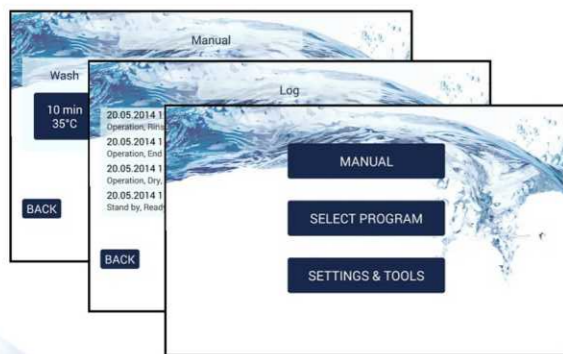 Manual
Wash
10 min
35°C
BACK
Log
20.05.2014 1
Operation, Rins
20.05.2014 1
Operation, End
20.05.2014 1
Operation, Dry,
20.05.2014 1
Stand by, Read
BACK
MANUAL
SELECT PROGRAM
SETTINGS & TOOLS